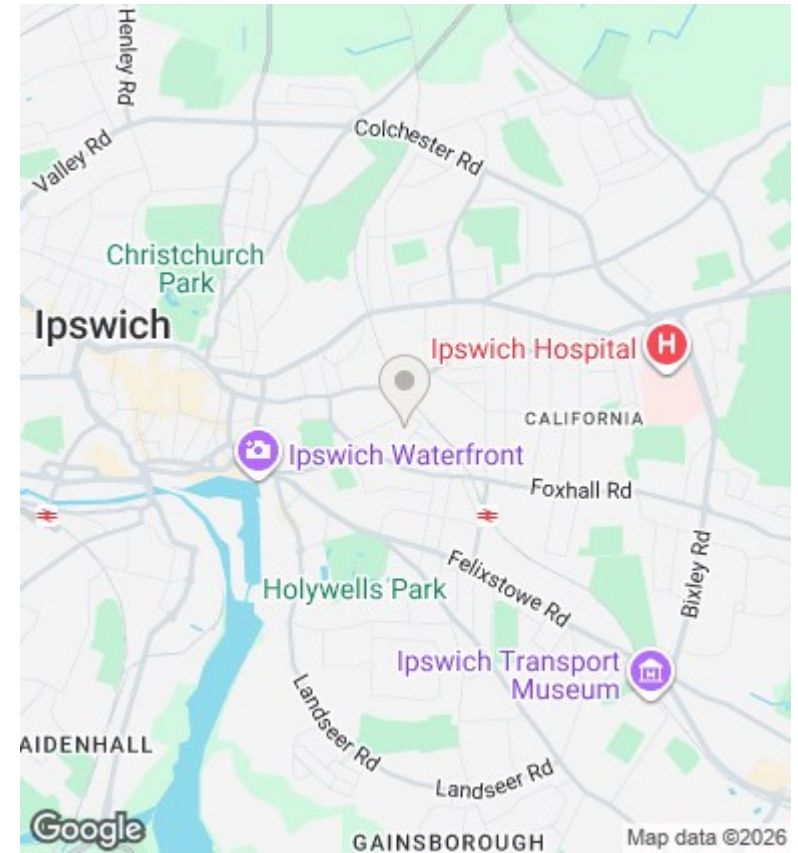 Henley Rd
Colchester Rd
Valley Rd
Christchurch
Park
Ipswich
Ipswich Hospital
H
CALIFORNIA
Ipswich Waterfront
Foxhall Rd
Bixley Rd
Felixstowe Rd
Holywells Park
Ipswich Transport
Museum
Landseer Rd
AIDENHALL
Landseer Rd
Google
GAINSBOROUGH
Map data ©2026